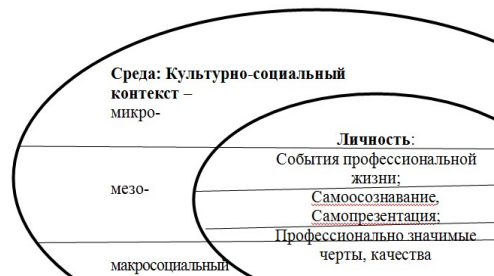 Среда: Культурно-социальный
контекст –
микро-
Личность:
События профессиональной
жизни;
мезо-
Самоосознавание,
Самопрезентация;
Профессионально значимые
черты, качества
макросоциальный